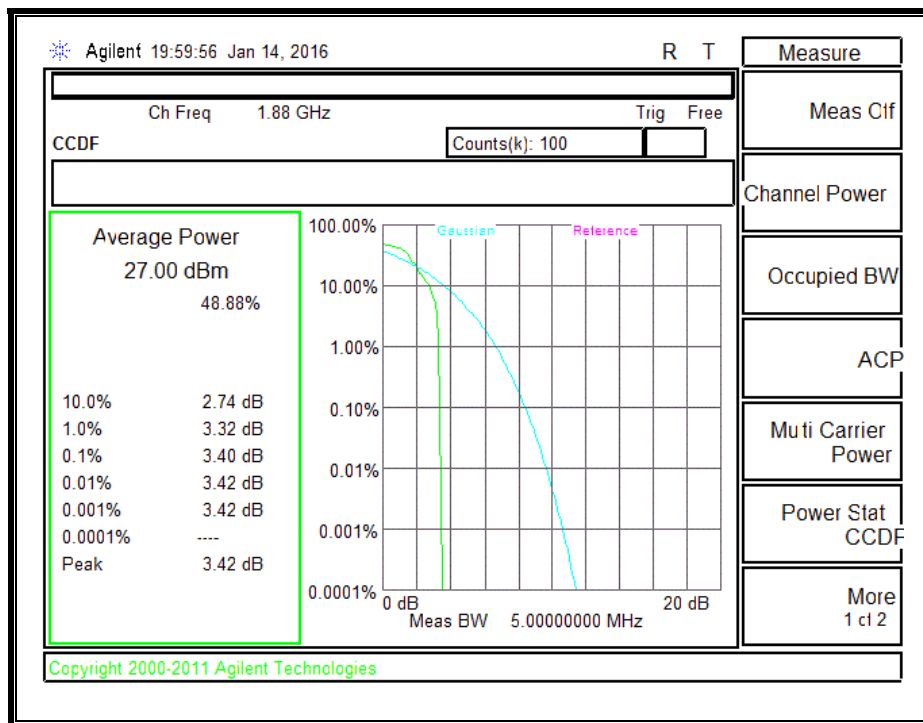 Agilent 19:59:56 Jan 14, 2016 R T
Measure
Ch Freq 1.88 GHz Trig Free
Meas Off
CCDF Counts(k): 100
Channel Power
Average Power
27.00 dBm
48.88%
10.0% 2.74 dB
1.0% 3.32 dB
0.1% 3.40 dB
0.01% 3.42 dB
0.001% 3.42 dB
0.0001% ----
Peak 3.42 dB
Gaussian Reference
100.00%
10.00%
1.00%
0.10%
0.01%
0.001%
0.0001%
0 dB 20 dB
Meas BW 5.00000000 MHz
Occupied BW
ACP
Multi Carrier
Power
Power Stat
CCDF
More
1 of 2
Copyright 2000-2011 Agilent Technologies